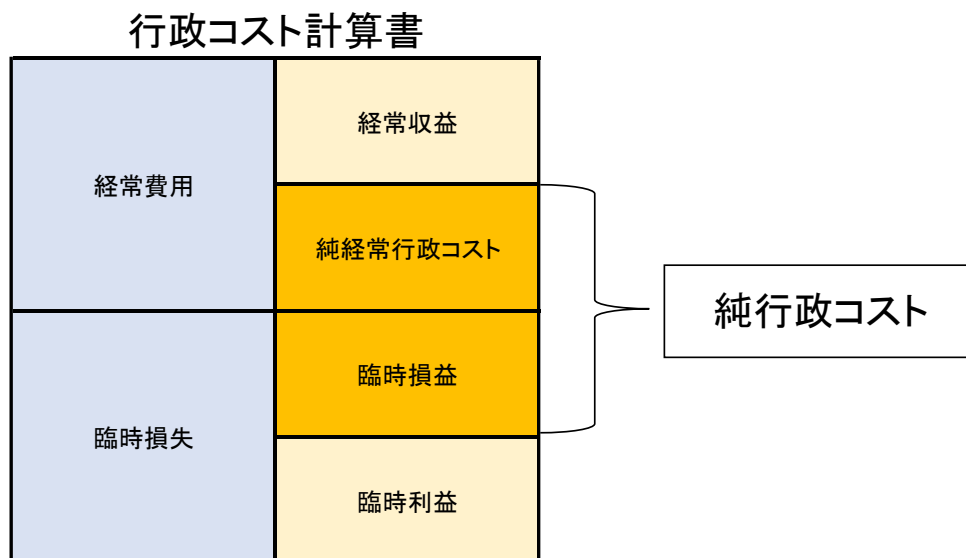 行政コスト計算書
経常費用
経常収益
純経常行政コスト
臨時損失
臨時損益
臨時利益
純行政コスト